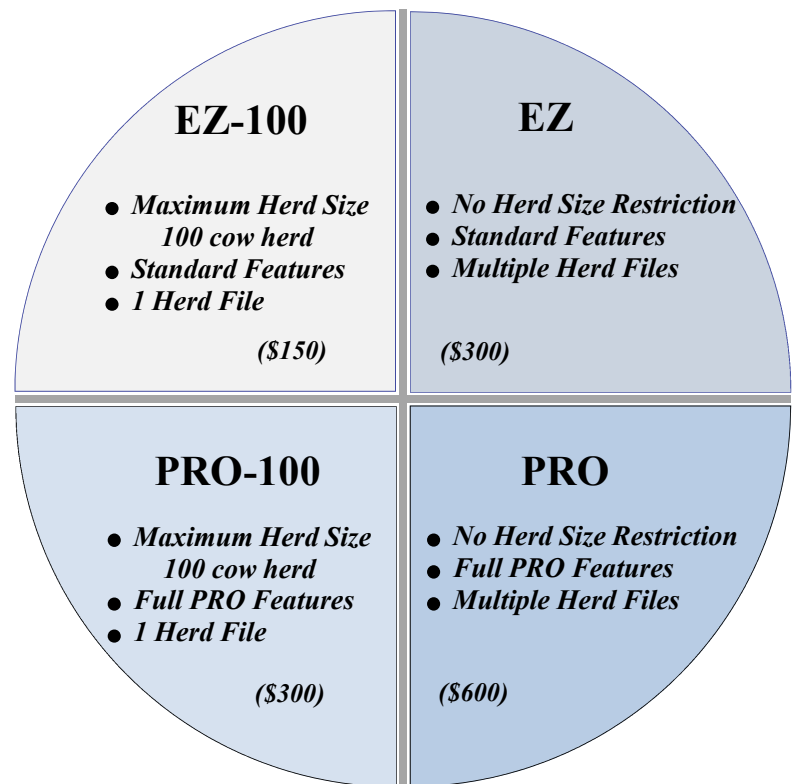 EZ-100
● Maximum Herd Size
100 cow herd
● Standard Features
● 1 Herd File
($150)
EZ
● No Herd Size Restriction
● Standard Features
● Multiple Herd Files
($300)
PRO-100
● Maximum Herd Size
100 cow herd
● Full PRO Features
● 1 Herd File
($300)
PRO
● No Herd Size Restriction
● Full PRO Features
● Multiple Herd Files
($600)